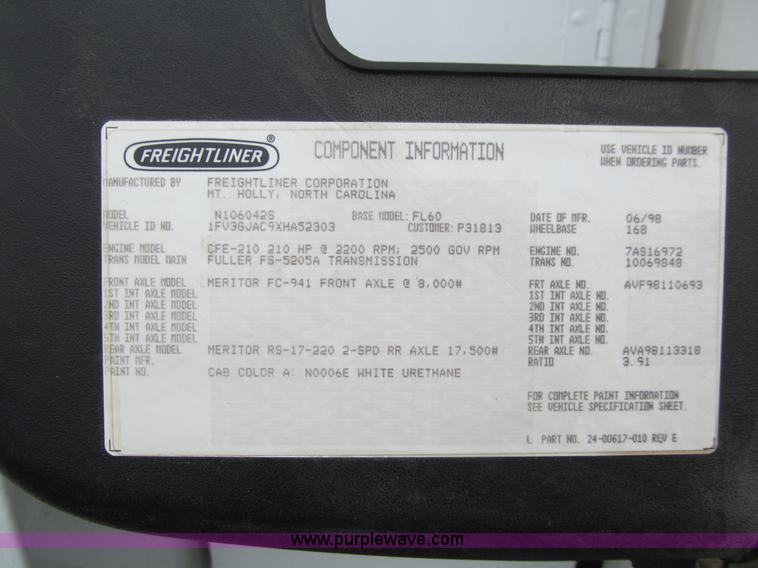 FREIGHTLINER ® COMPONENT INFORMATION USE VEHICLE ID NUMBER
WHEN ORDERING PARTS.
MANUFACTURED BY FREIGHTLINER CORPORATION
MT. HOLLY, NORTH CAROLINA
MODEL N106042S BASE MODEL: FL60 DATE OF MFR. 06/98
VEHICLE ID NO. 1FV3GJAC9XHA52303 CUSTOMER: P31813 WHEELBASE 168
ENGINE MODEL CFE-210 210 HP @ 2200 RPM; 2500 GOV RPM ENGINE NO. 7AS16972
TRANS MODEL MAIN FULLER FS-5205A TRANSMISSION TRANS NO. 10069848
FRONT AXLE MODEL MERITOR FC-941 FRONT AXLE @ 8,000# FRT AXLE NO. AVF98110693
1ST INT AXLE MODEL 1ST INT AXLE NO.
2ND INT AXLE MODEL 2ND INT AXLE NO.
3RD INT AXLE MODEL 3RD INT AXLE NO.
4TH INT AXLE MODEL 4TH INT AXLE NO.
5TH INT AXLE MODEL 5TH INT AXLE NO.
REAR AXLE MODEL MERITOR RS-17-220 2-SPD RR AXLE 17,500# REAR AXLE NO. AVA98113318
PAINT MFR. RATIO 3.91
PAINT NO. CAB COLOR A: N0006E WHITE URETHANE
FOR COMPLETE PAINT INFORMATION
SEE VEHICLE SPECIFICATION SHEET.
L PART NO. 24-00617-010 REV E
www.purplewave.com